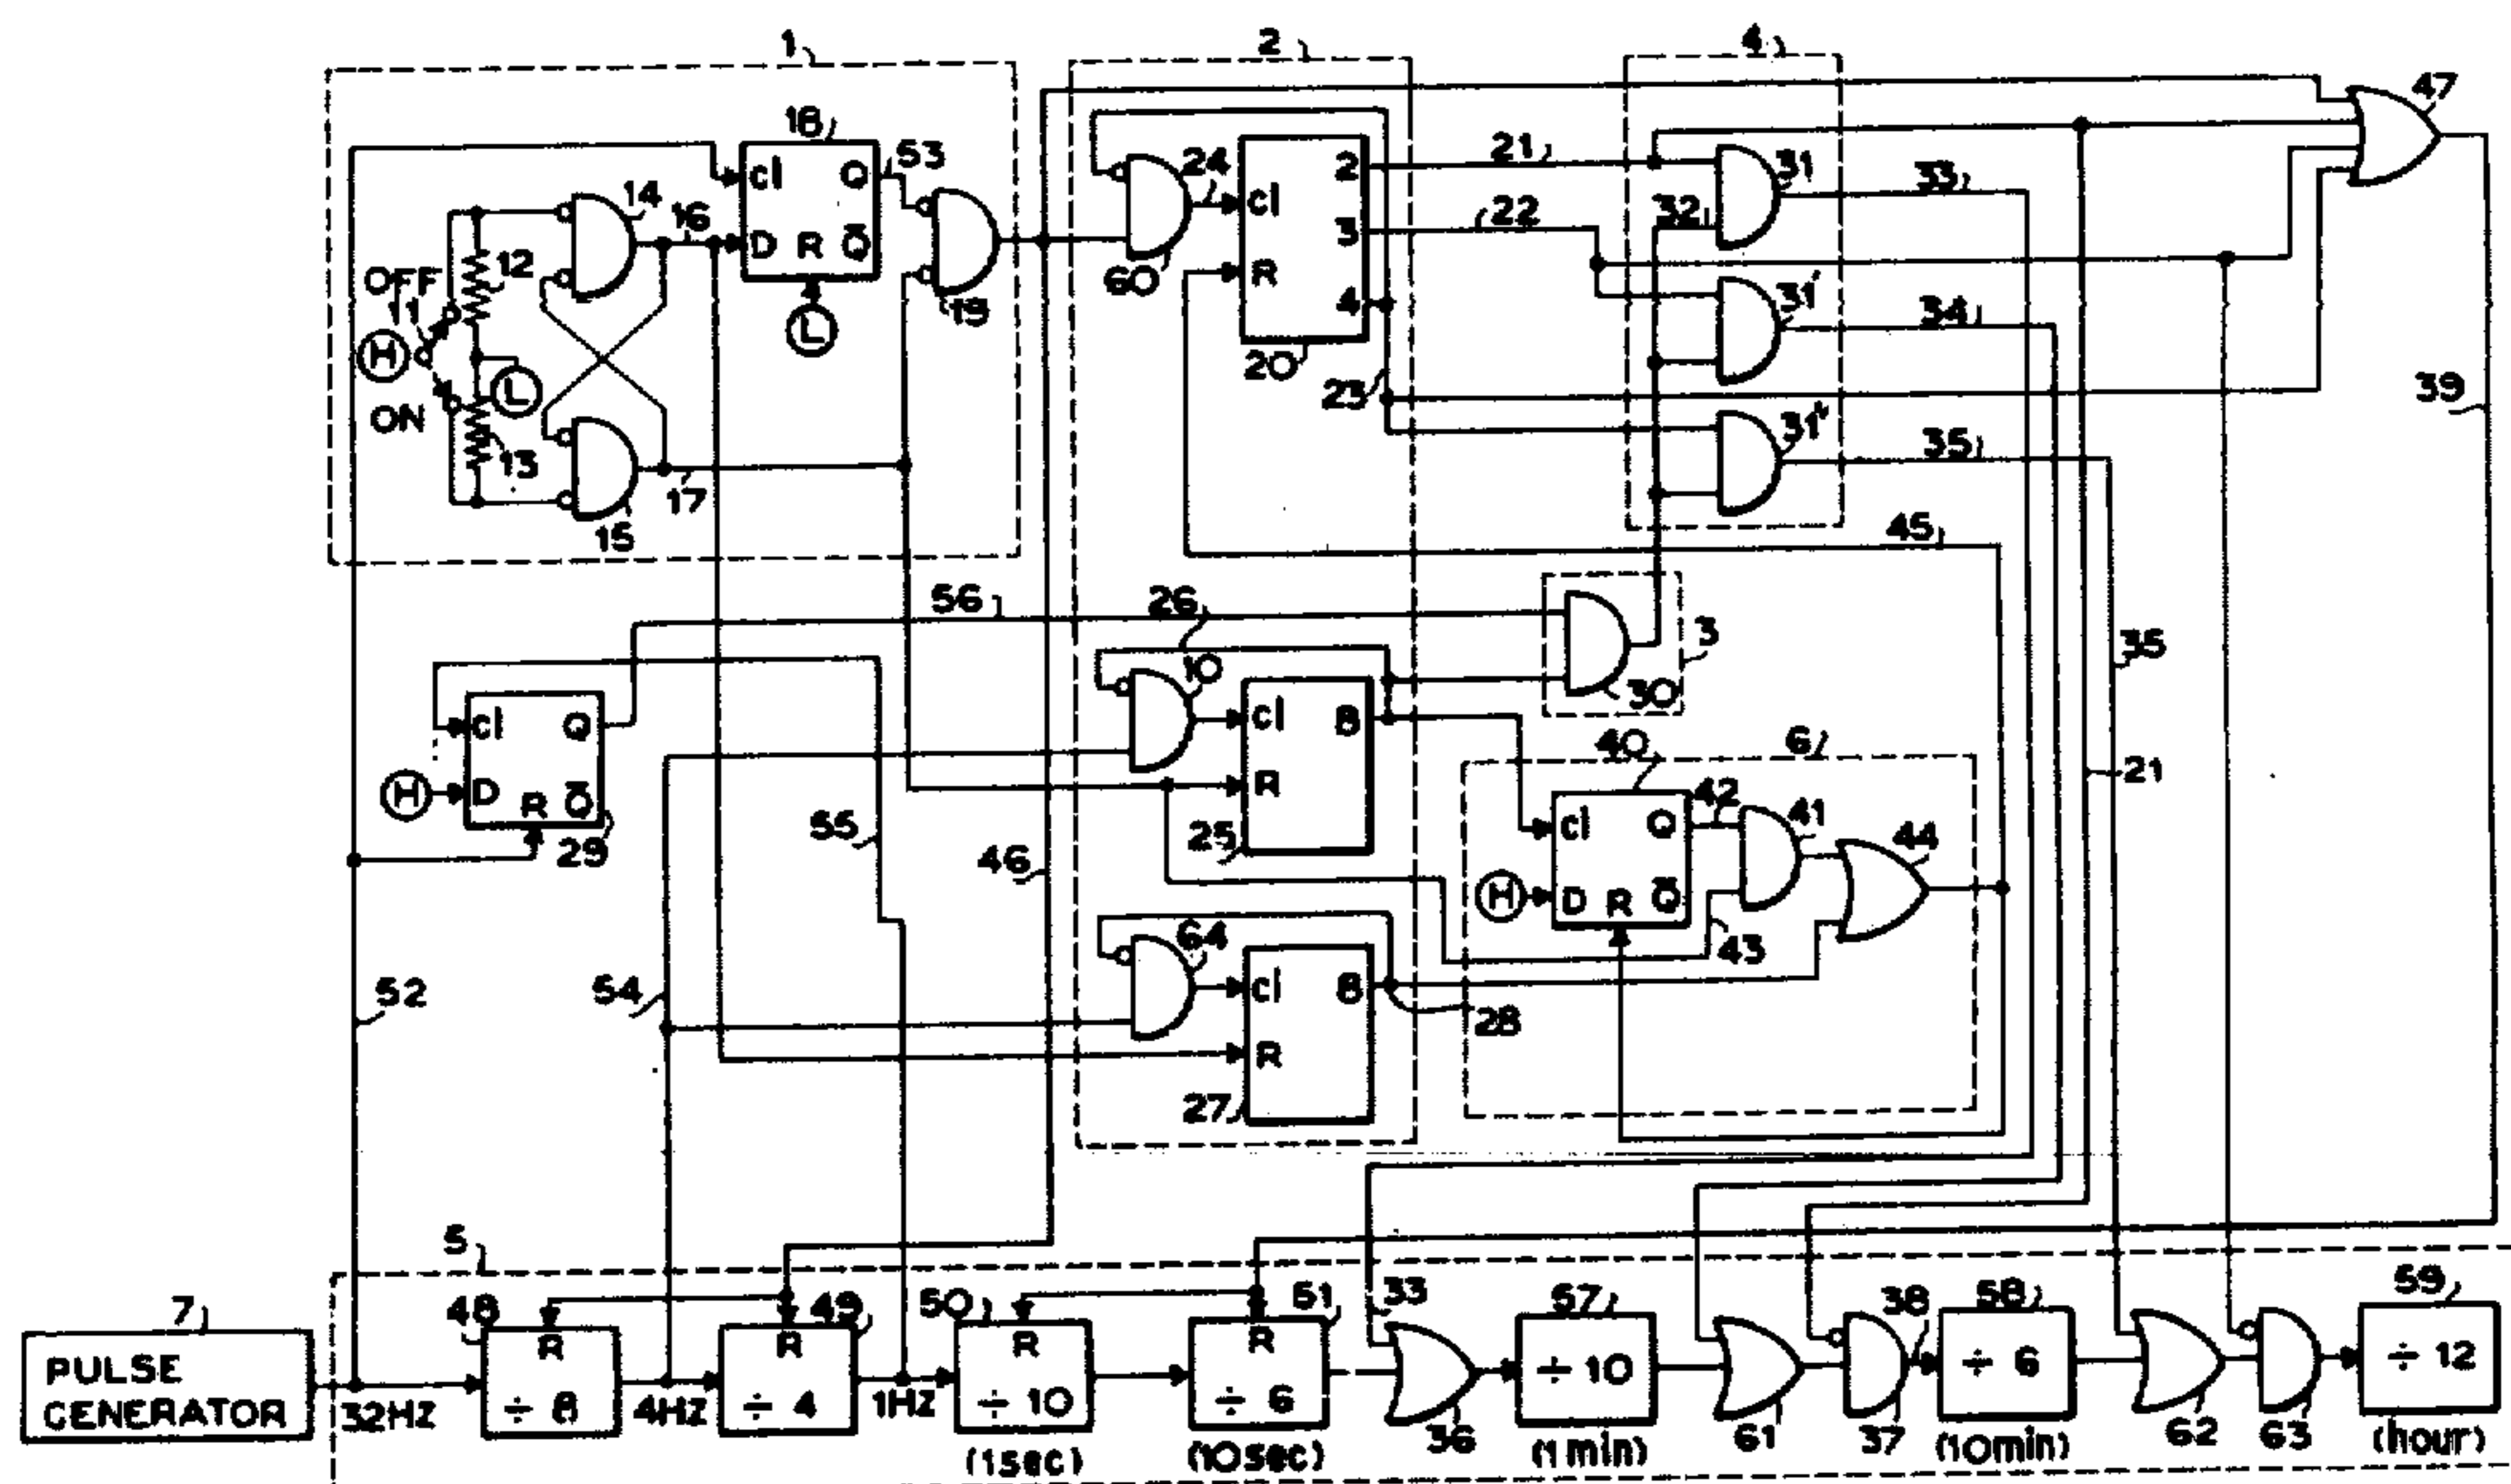 1
2
4
47
18
53
cl Q
D R Q̄
L
14
16
12
OFF
11
H
ON
L
13
15
17
19
24
60
cl 2
3
R 4
20
21
22
23
31
32
33
31'
34
31"
35
45
39
56
26
10
3
30
cl Q
H D R Q̄
29
55
46
cl 8
R
25
40
6
42
41
44
cl Q
H D R Q̄
43
36
21
52
54
64
cl 8
R
27
28
5
7
PULSE GENERATOR
32HZ
48
R
÷ 8
4HZ
49
R
÷ 4
1HZ
50
R
÷ 10
(1sec)
51
R
÷ 6
(10sec)
33
36
57
÷ 10
(1min)
61
37
38
58
÷ 6
(10min)
62
63
59
÷ 12
(hour)